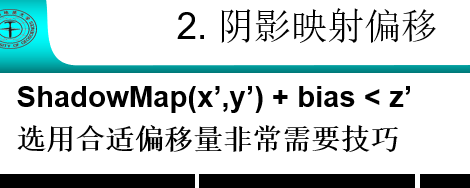 2. 阴影映射偏移
ShadowMap(x’,y’) + bias < z’
选用合适偏移量非常需要技巧